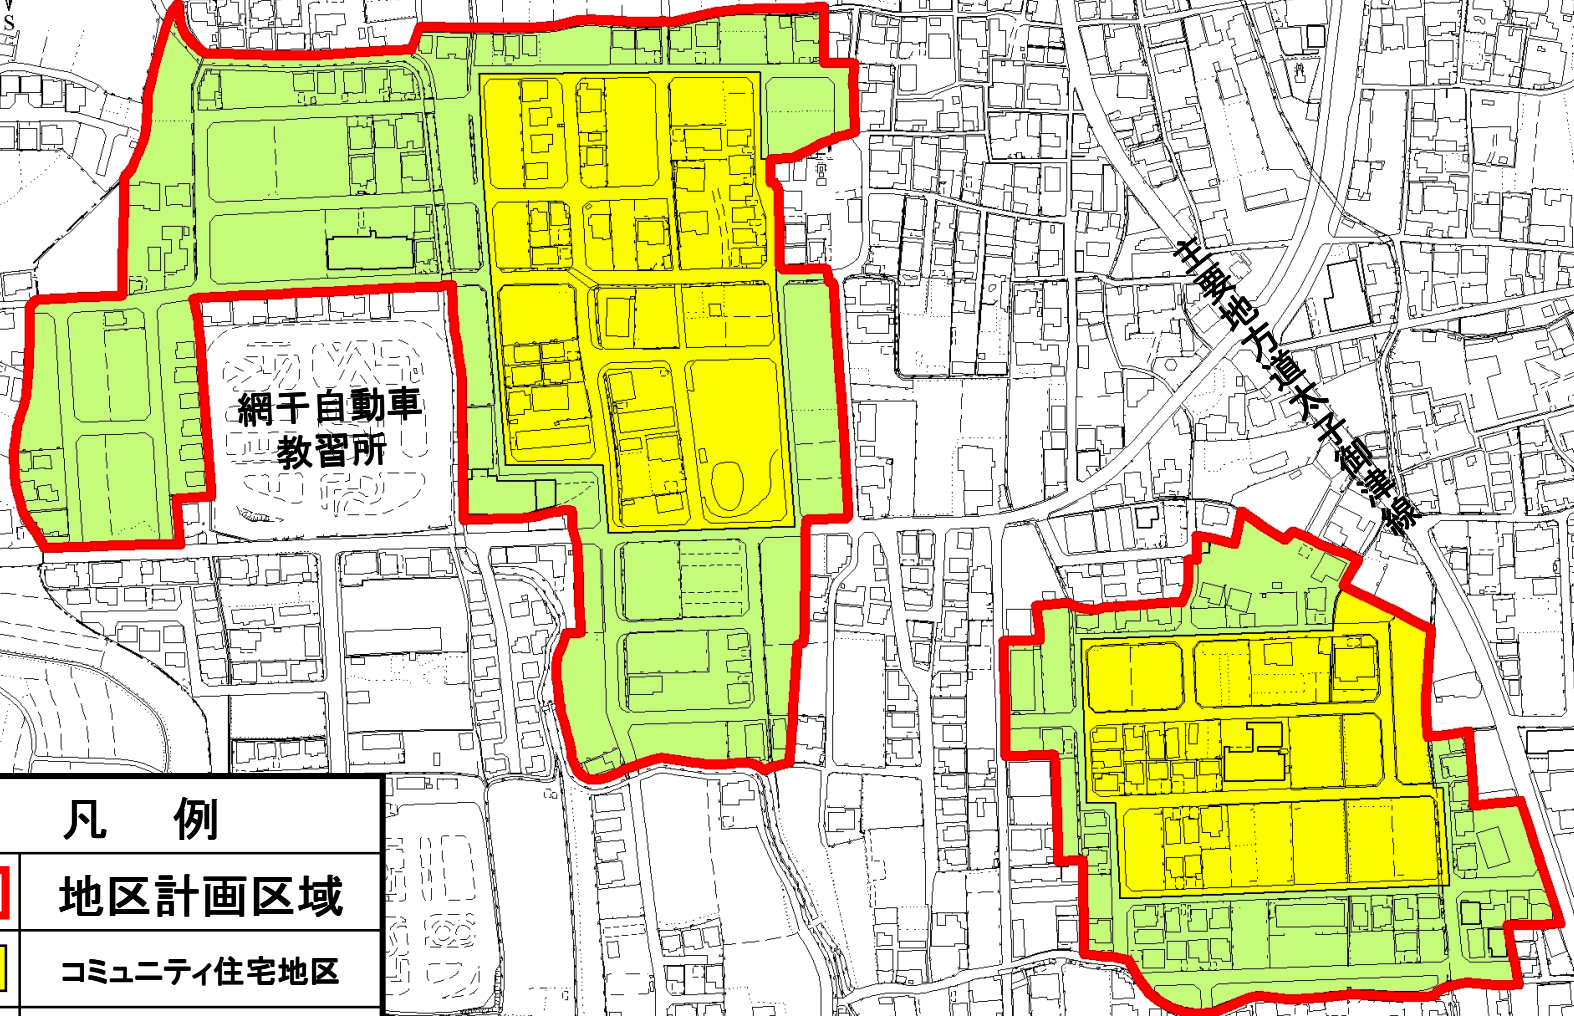 S
主要地方道太子御津線
網干自動車
教習所
凡 例
地区計画区域
コミュニティ住宅地区